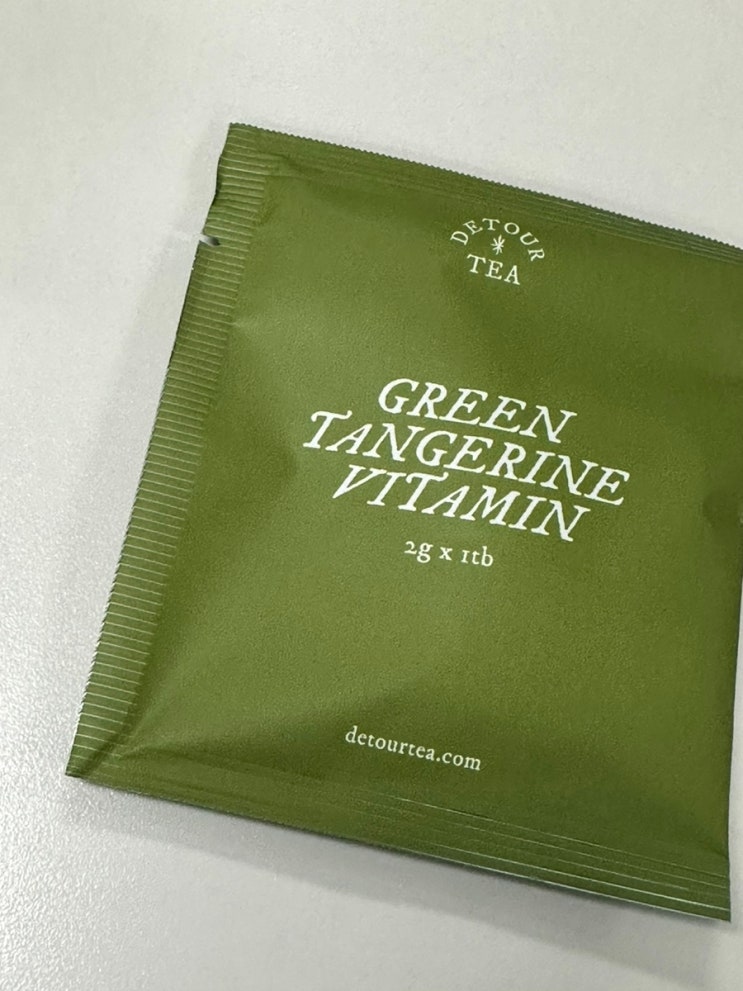 DETOUR
TEA
GREEN
TANGERINE
VITAMIN
2g x 1tb
detourtea.com